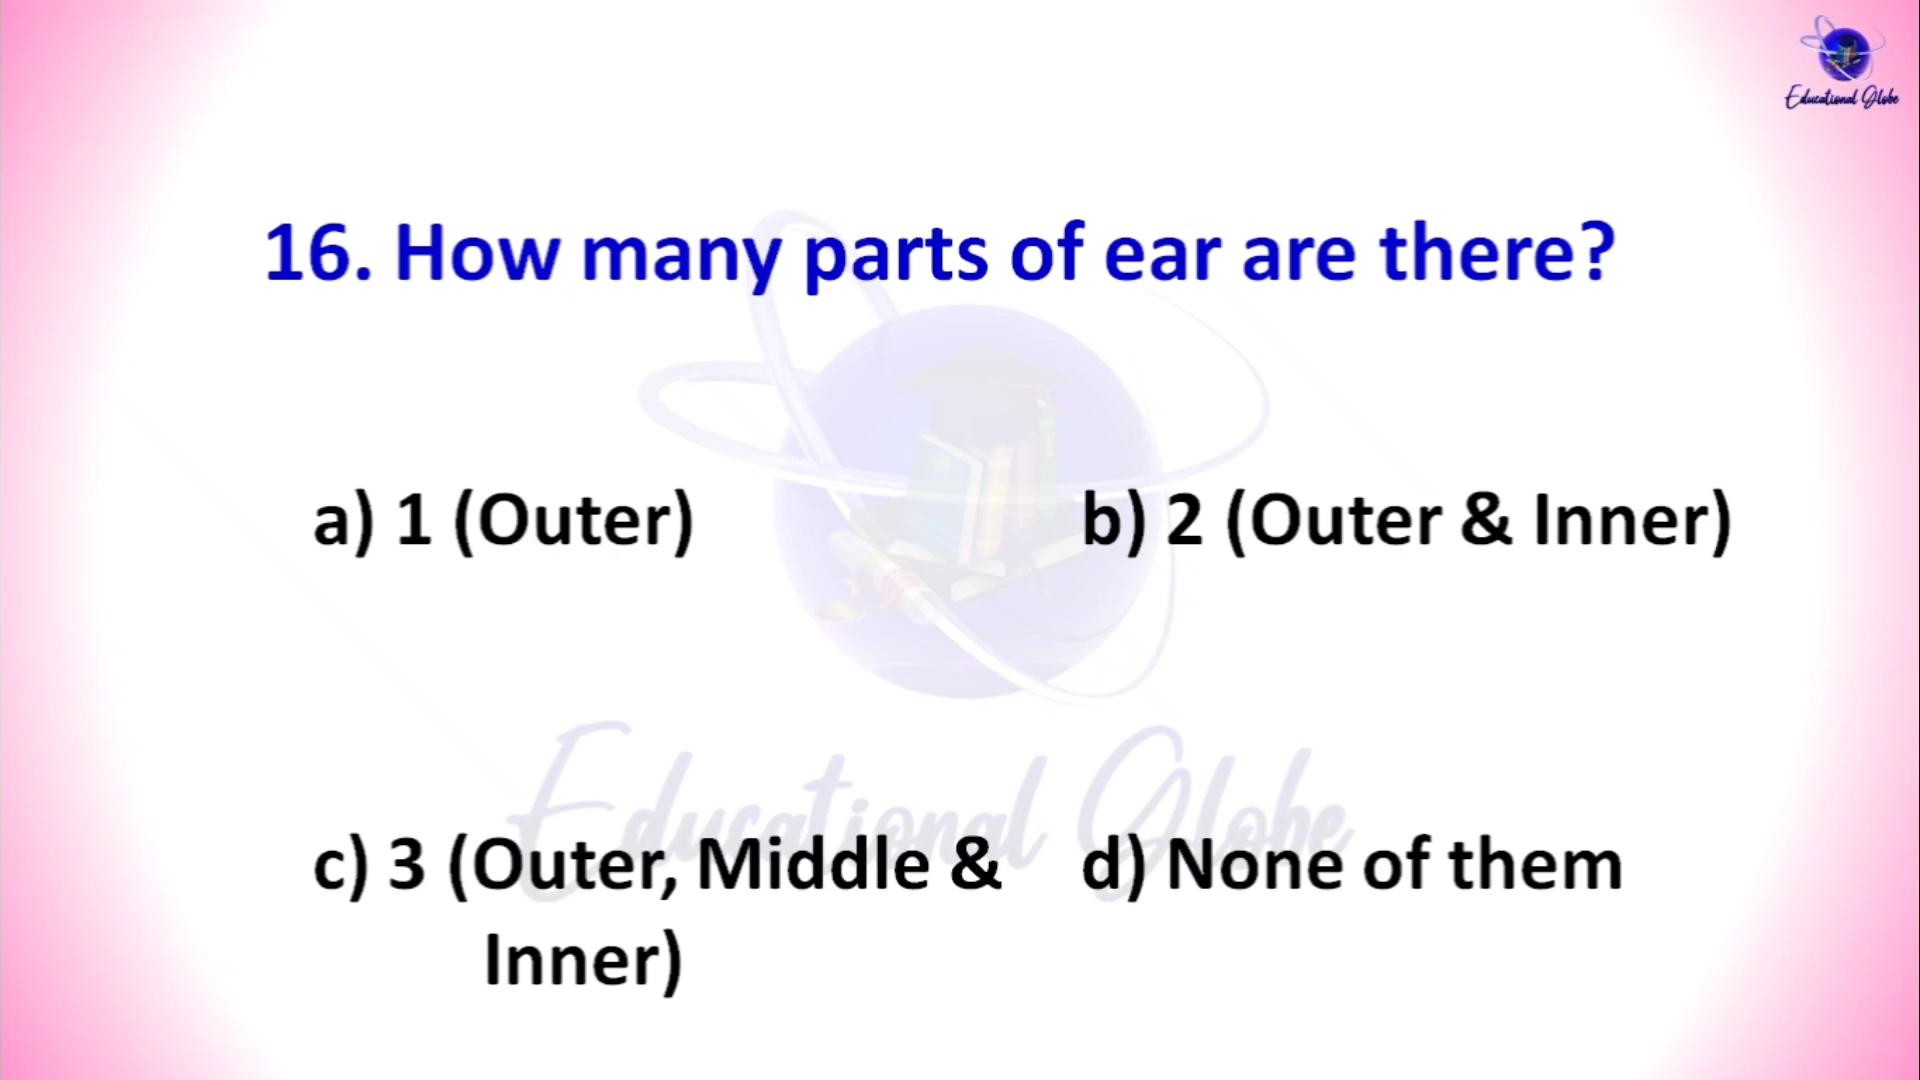 Educational Globe
16. How many parts of ear are there?
a) 1 (Outer)
b) 2 (Outer & Inner)
c) 3 (Outer, Middle &
Inner)
d) None of them
Educational Globe